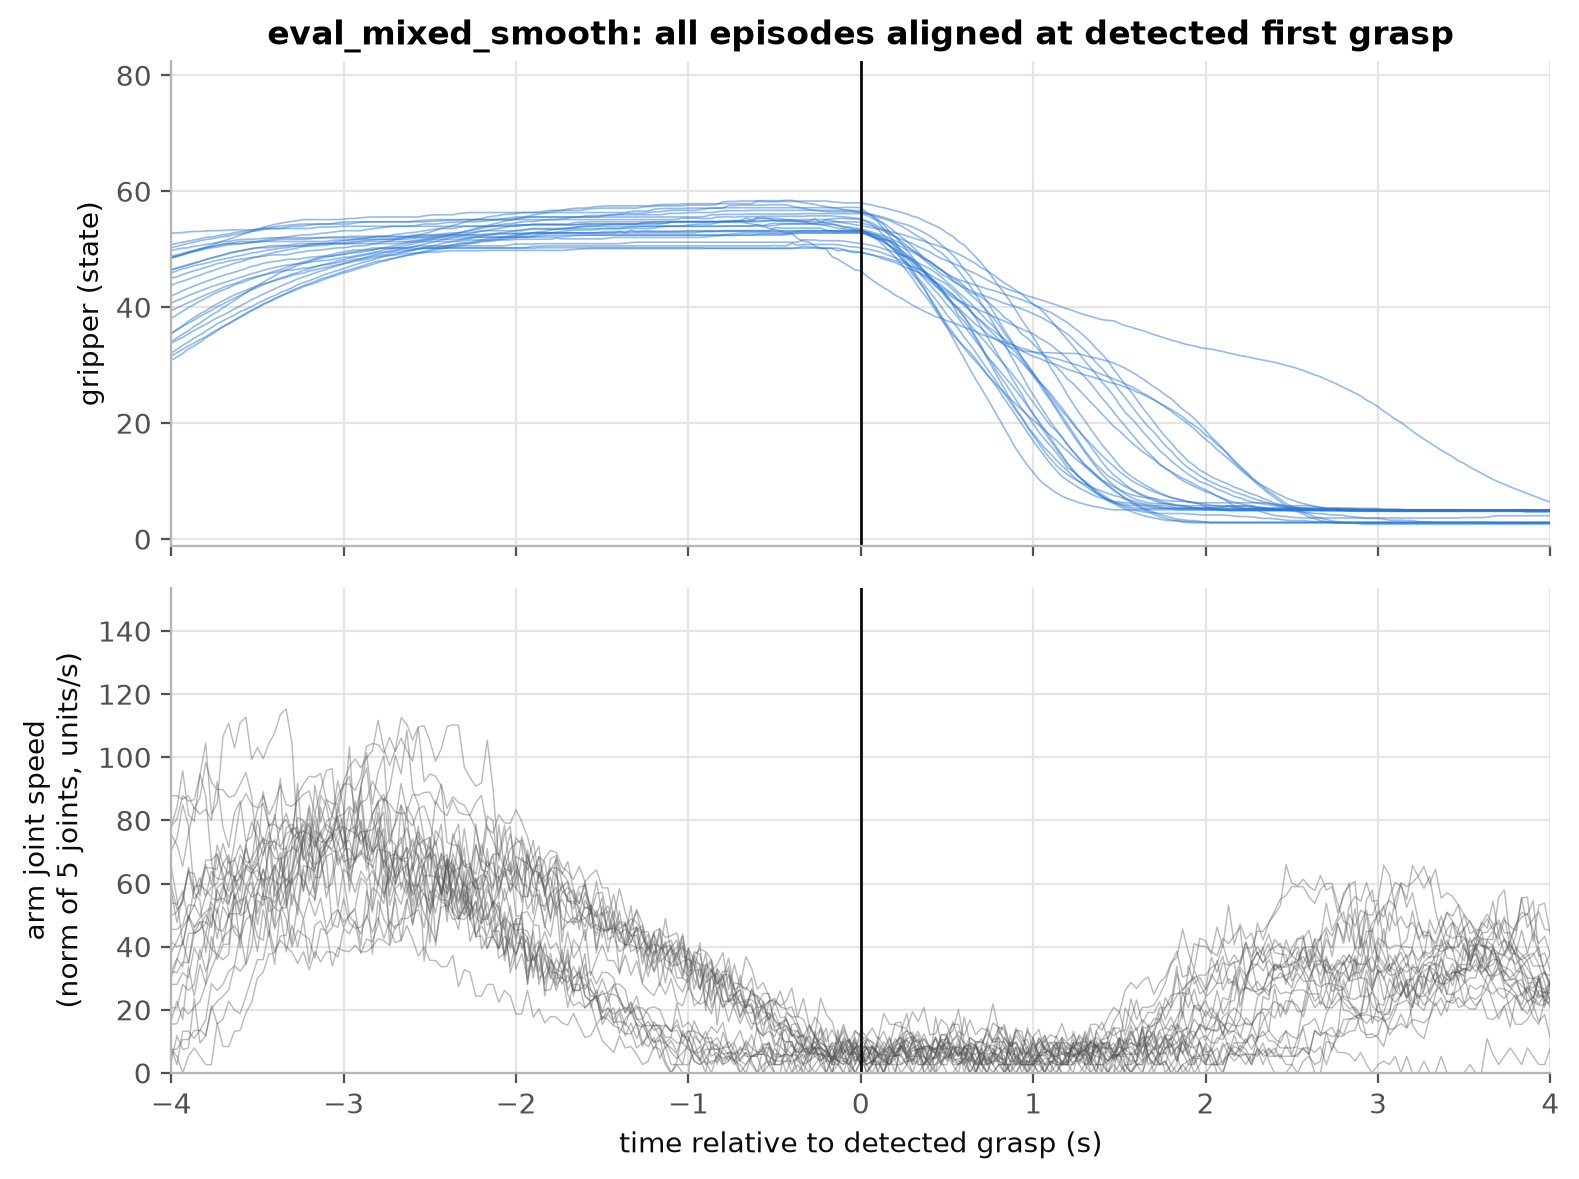 eval_mixed_smooth: all episodes aligned at detected first grasp
80
60
40
20
0
gripper (state)
140
120
100
80
60
40
20
0
arm joint speed
(norm of 5 joints, units/s)
−4 −3 −2 −1 0 1 2 3 4
time relative to detected grasp (s)